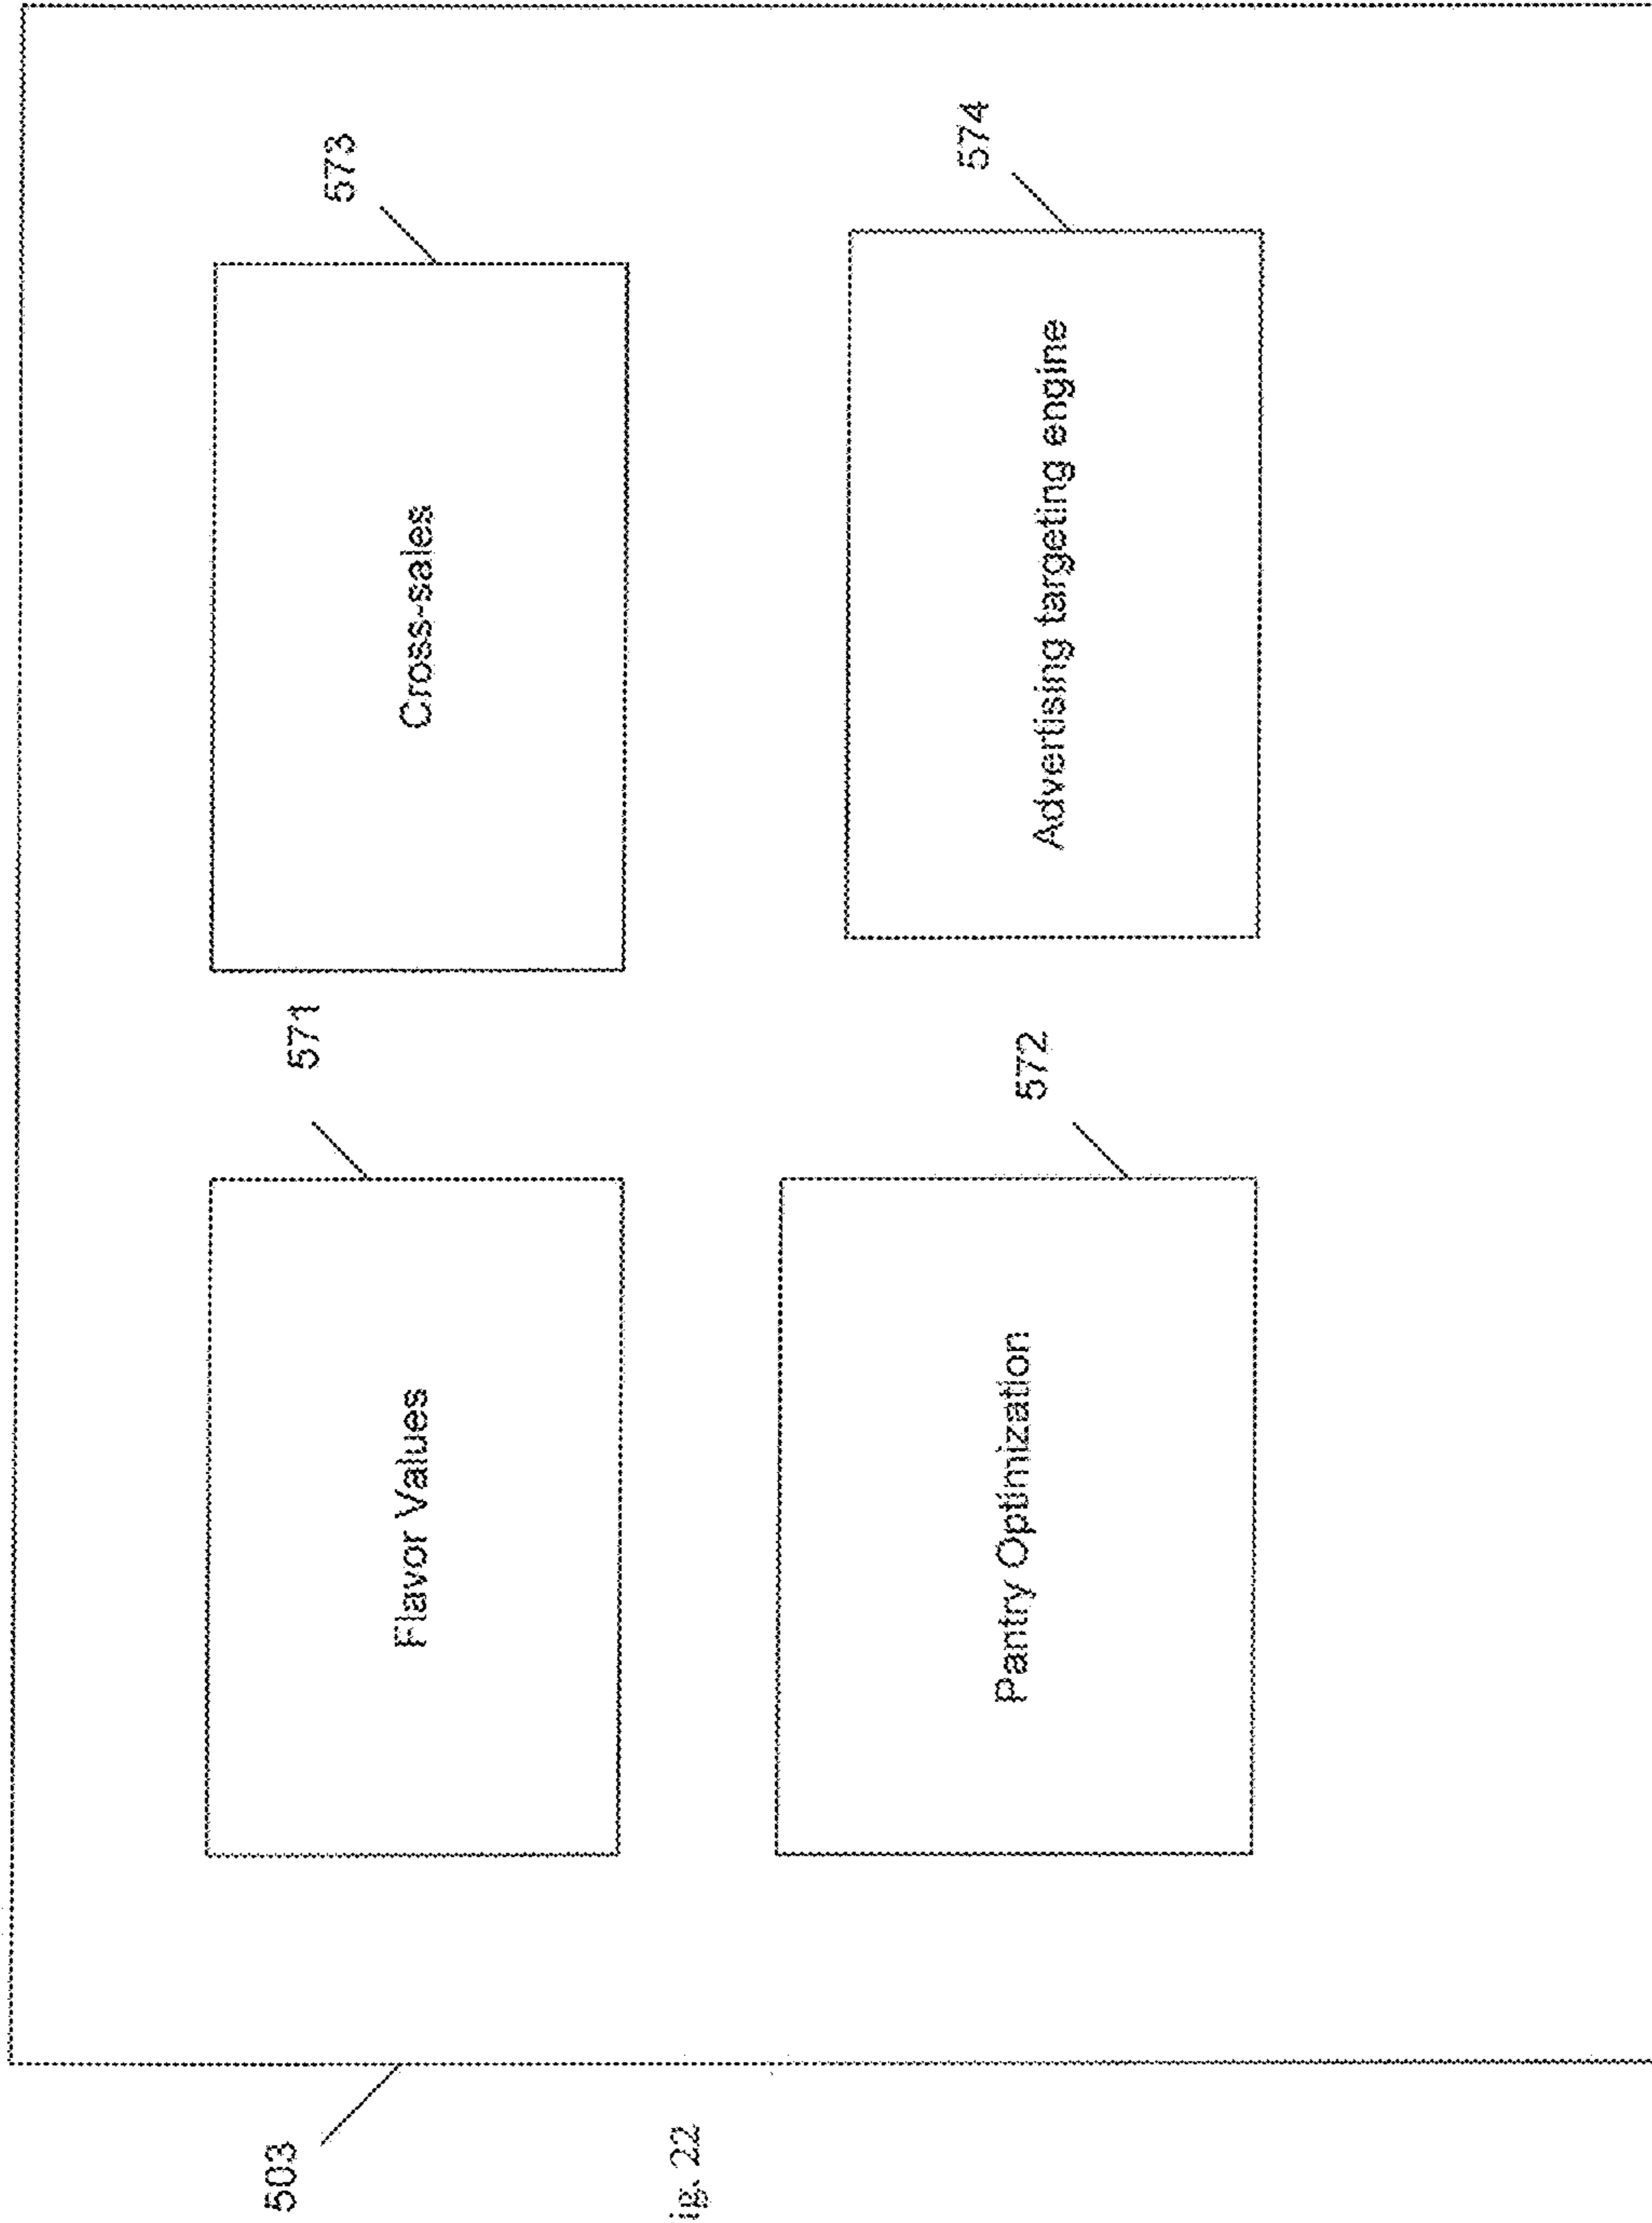 503
571
Flavor Values
573
Cross-sales
572
Pantry Optimization
574
Advertising targeting engine
ig. 22